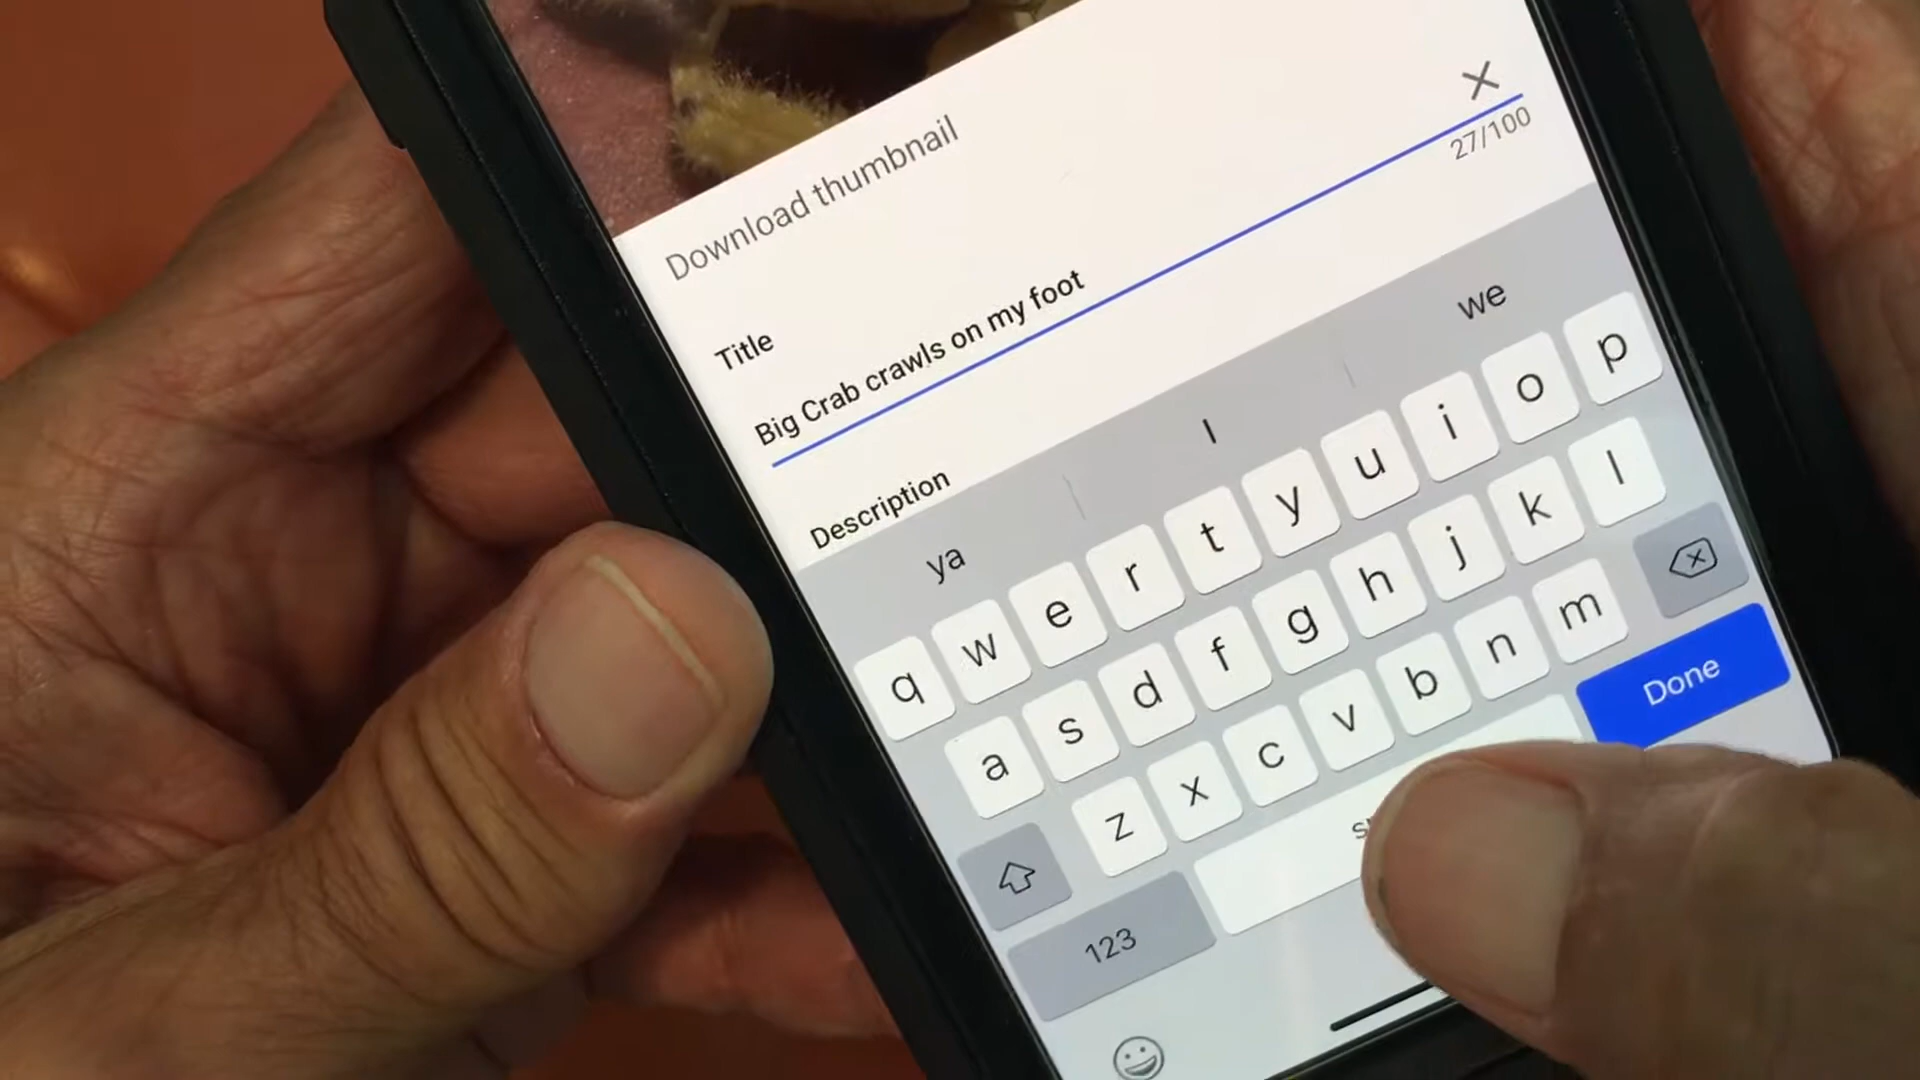 Download thumbnail
27/100
Title
Big Crab crawls on my foot
Description
ya I we
q w e r t y u i o p
a s d f g h j k l
z x c v b n m
123 Done